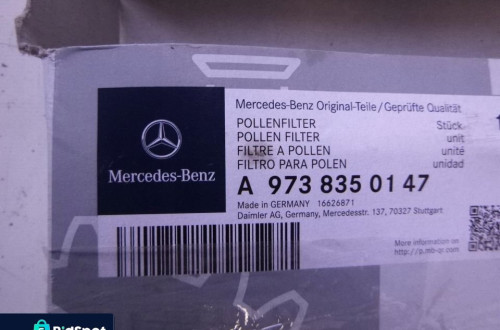 Mercedes-Benz Original-Teile/Geprüfte Qualität
POLLENFILTER Stück
POLLEN FILTER unit
FILTRE A POLLEN unité
FILTRO PARA POLEN unidad
Mercedes-Benz
A 973 835 01 47
Made in GERMANY 16626871
Daimler AG, Germany, Mercedesstr. 137, 70327 Stuttgart
More information on
http://p.mb-qr.com/
BidSpot